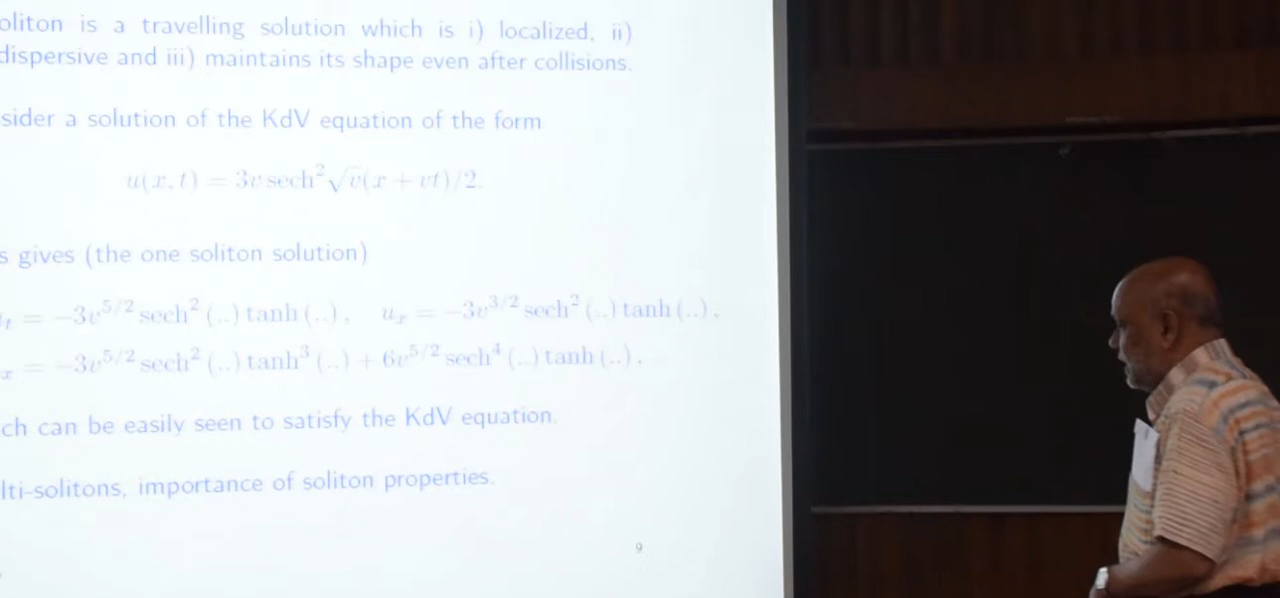 oliton is a travelling solution which is i) localized, ii)
dispersive and iii) maintains its shape even after collisions.
sider a solution of the KdV equation of the form
u(x, t) = 3v sech² √v(x + vt)/2.
s gives (the one soliton solution)
t = −3v^{5/2} sech² (..) tanh (..), u_x = −3v^{3/2} sech² (..) tanh (..),
x = −3v^{5/2} sech² (..) tanh³ (..) + 6v^{5/2} sech⁴ (..) tanh (..),
ch can be easily seen to satisfy the KdV equation.
lti-solitons, importance of soliton properties.
9